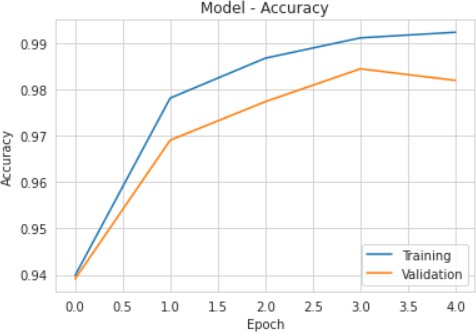 Model - Accuracy
Accuracy
0.99
0.98
0.97
0.96
0.95
0.94
Training
Validation
0.0 0.5 1.0 1.5 2.0 2.5 3.0 3.5 4.0
Epoch